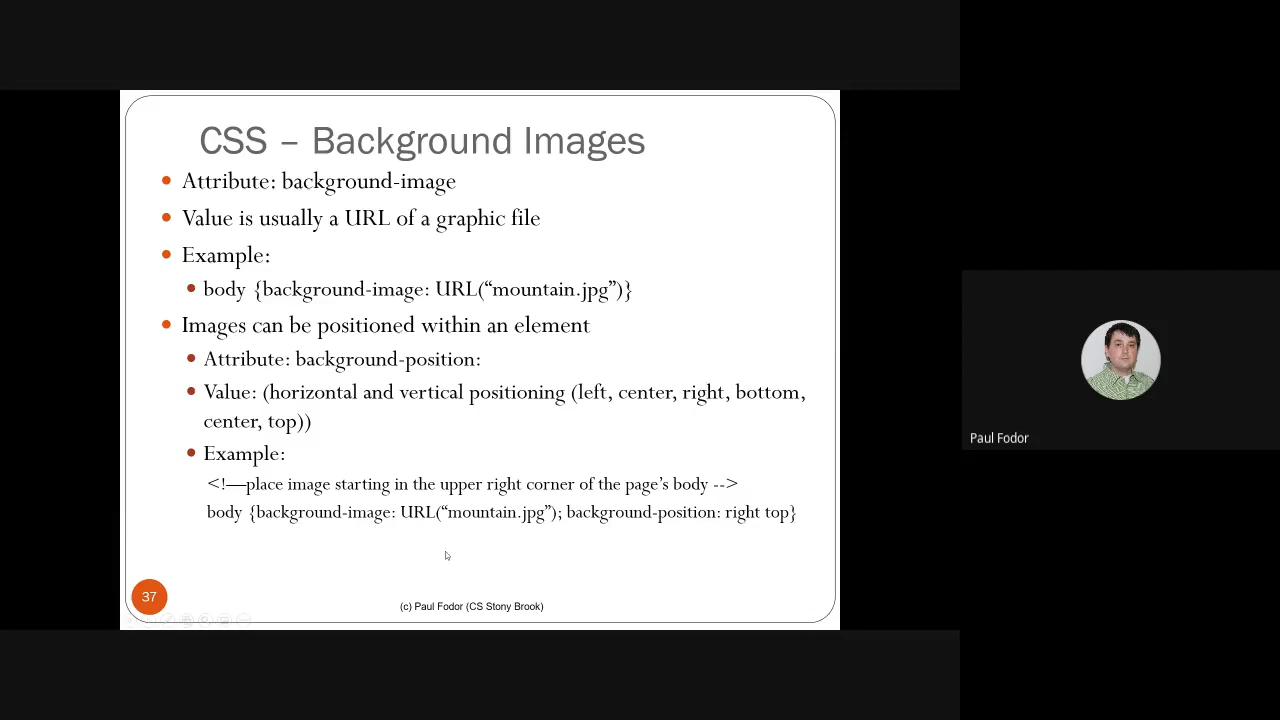 CSS – Background Images
Attribute: background-image
Value is usually a URL of a graphic file
Example:
body {background-image: URL(“mountain.jpg”)}
Images can be positioned within an element
Attribute: background-position:
Value: (horizontal and vertical positioning (left, center, right, bottom,
center, top))
Example:
<!—place image starting in the upper right corner of the page’s body -->
body {background-image: URL(“mountain.jpg”); background-position: right top}
37
(c) Paul Fodor (CS Stony Brook)
Paul Fodor